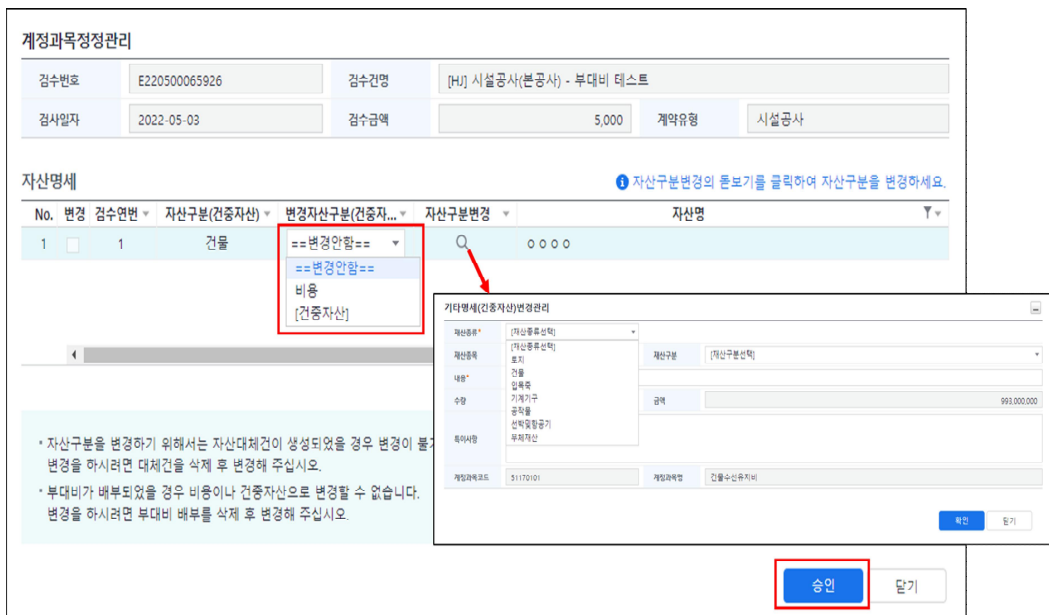 계정과목정정관리
검수번호 E220500065926 검수건명 [HJ] 시설공사(본공사) - 부대비 테스트
검사일자 2022-05-03 검수금액 5,000 계약유형 시설공사
자산명세 자산구분변경의 돋보기를 클릭하여 자산구분을 변경하세요.
No. 변경 검수연번 자산구분(건중자산) 변경자산구분(건중자... 자산구분변경 자산명
1 1 건물 ==변경안함== ㅇㅇㅇㅇ
==변경안함==
비용
[건중자산]
기타명세(건중자산)변경관리
재산종류* [재산종류선택]
[재산종류선택]
재산종목 토지 재산구분 [재산구분선택]
내용* 건물
입목죽
수량 기계기구 금액 993,000,000
공작물
선박및항공기
특이사항 무체재산
계정과목코드 51170101 계정과목명 건물수선유지비
확인 닫기
* 자산구분을 변경하기 위해서는 자산대체건이 생성되었을 경우 변경이 불
변경을 하시려면 대체건을 삭제 후 변경해 주십시오.
* 부대비가 배부되었을 경우 비용이나 건중자산으로 변경할 수 없습니다.
변경을 하시려면 부대비 배부를 삭제 후 변경해 주십시오.
승인 닫기